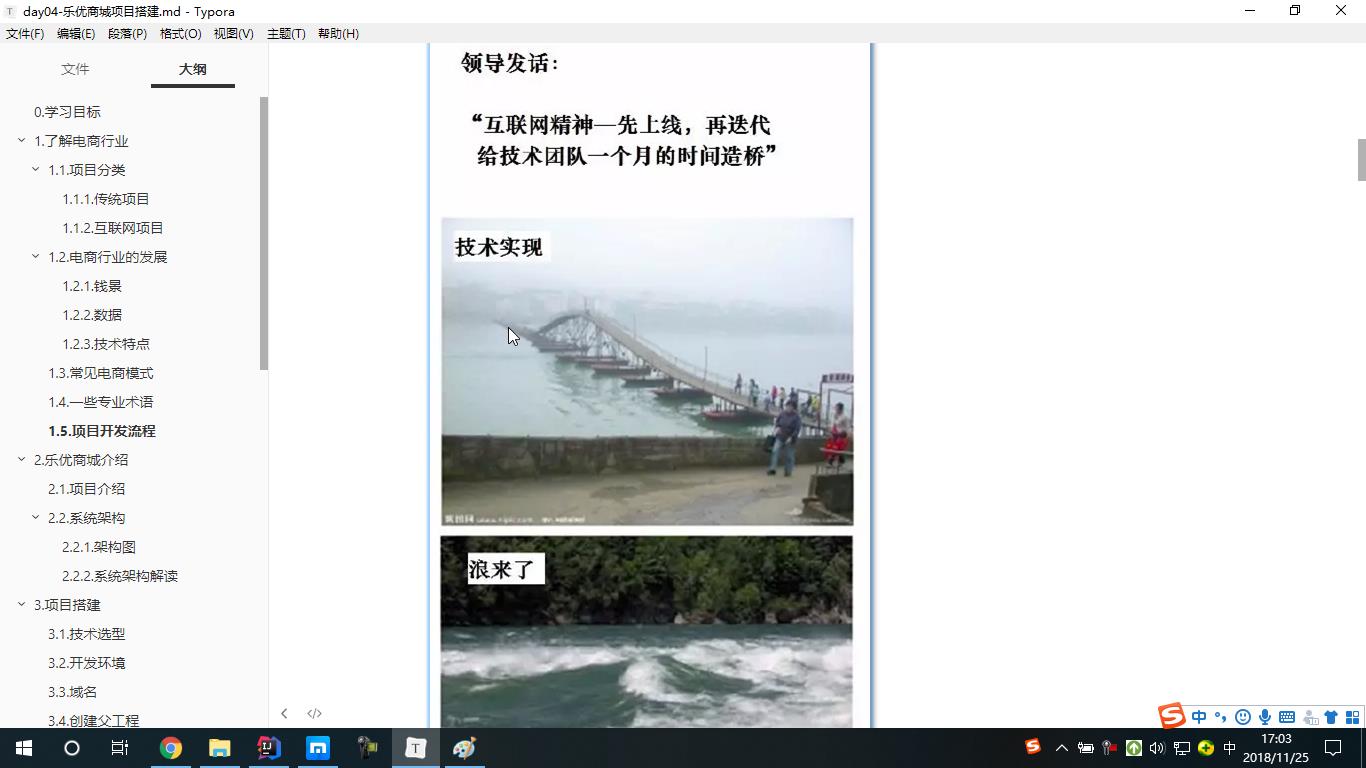 day04-乐优商城项目搭建.md - Typora
文件(F) 编辑(E) 段落(P) 格式(O) 视图(V) 主题(T) 帮助(H)
文件 大纲
0.学习目标
1.了解电商行业
1.1.项目分类
1.1.1.传统项目
1.1.2.互联网项目
1.2.电商行业的发展
1.2.1.钱景
1.2.2.数据
1.2.3.技术特点
1.3.常见电商模式
1.4.一些专业术语
1.5.项目开发流程
2.乐优商城介绍
2.1.项目介绍
2.2.系统架构
2.2.1.架构图
2.2.2.系统架构解读
3.项目搭建
3.1.技术选型
3.2.开发环境
3.3.域名
3.4.创建父工程
领导发话：
“互联网精神—先上线，再迭代
给技术团队一个月的时间造桥”
技术实现
浪来了
中
中
17:03
2018/11/25